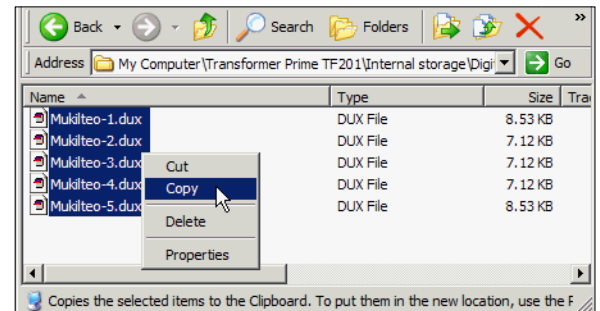 Back Search Folders »
Address My Computer\Transformer Prime TF201\Internal storage\Digi Go
Name Type Size Tra
Mukilteo-1.dux DUX File 8.53 KB
Mukilteo-2.dux DUX File 7.12 KB
Mukilteo-3.dux DUX File 7.12 KB
Mukilteo-4.dux DUX File 7.12 KB
Mukilteo-5.dux DUX File 8.53 KB
Cut
Copy
Delete
Properties
Copies the selected items to the Clipboard. To put them in the new location, use the F